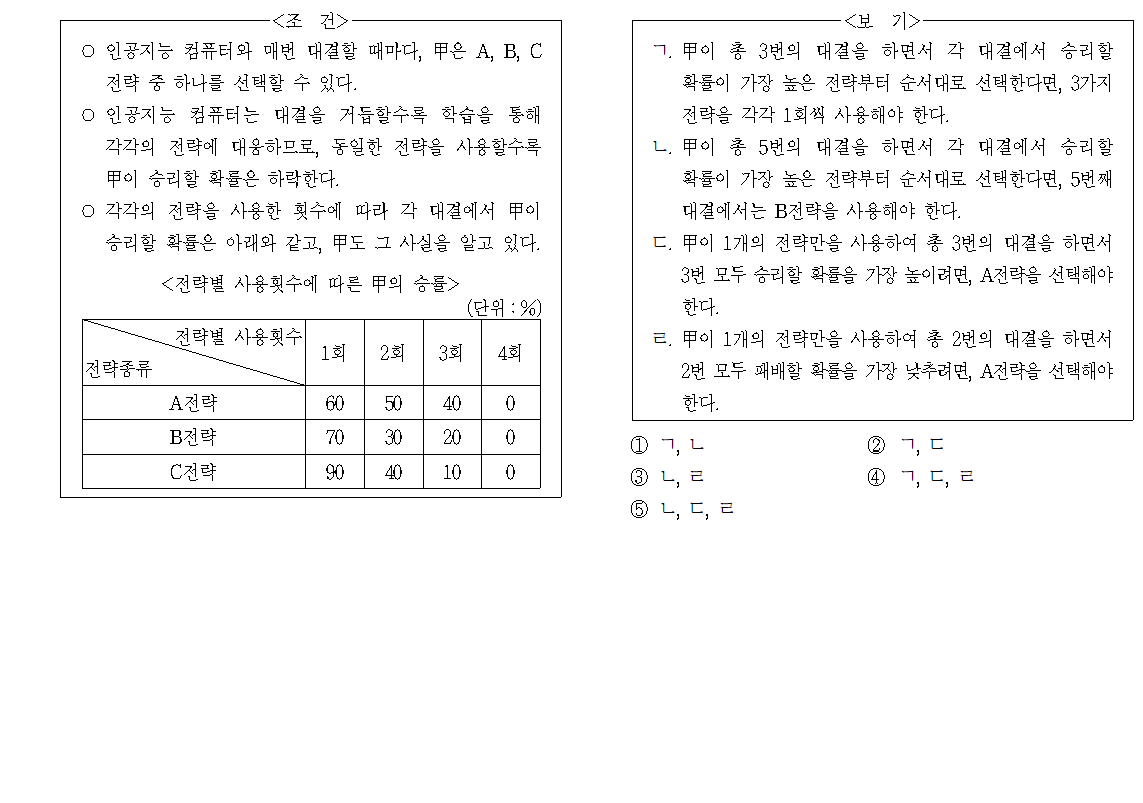 <조 건>
○ 인공지능 컴퓨터와 매번 대결할 때마다, 甲은 A, B, C
전략 중 하나를 선택할 수 있다.
○ 인공지능 컴퓨터는 대결을 거듭할수록 학습을 통해
각각의 전략에 대응하므로, 동일한 전략을 사용할수록
甲이 승리할 확률은 하락한다.
○ 각각의 전략을 사용한 횟수에 따라 각 대결에서 甲이
승리할 확률은 아래와 같고, 甲도 그 사실을 알고 있다.
<전략별 사용횟수에 따른 甲의 승률>
(단위 : %)
전략별 사용횟수
전략종류
1회 2회 3회 4회
A전략 60 50 40 0
B전략 70 30 20 0
C전략 90 40 10 0
<보 기>
ㄱ. 甲이 총 3번의 대결을 하면서 각 대결에서 승리할
확률이 가장 높은 전략부터 순서대로 선택한다면, 3가지
전략을 각각 1회씩 사용해야 한다.
ㄴ. 甲이 총 5번의 대결을 하면서 각 대결에서 승리할
확률이 가장 높은 전략부터 순서대로 선택한다면, 5번째
대결에서는 B전략을 사용해야 한다.
ㄷ. 甲이 1개의 전략만을 사용하여 총 3번의 대결을 하면서
3번 모두 승리할 확률을 가장 높이려면, A전략을 선택해야
한다.
ㄹ. 甲이 1개의 전략만을 사용하여 총 2번의 대결을 하면서
2번 모두 패배할 확률을 가장 낮추려면, A전략을 선택해야
한다.
① ㄱ, ㄴ ② ㄱ, ㄷ
③ ㄴ, ㄹ ④ ㄱ, ㄷ, ㄹ
⑤ ㄴ, ㄷ, ㄹ